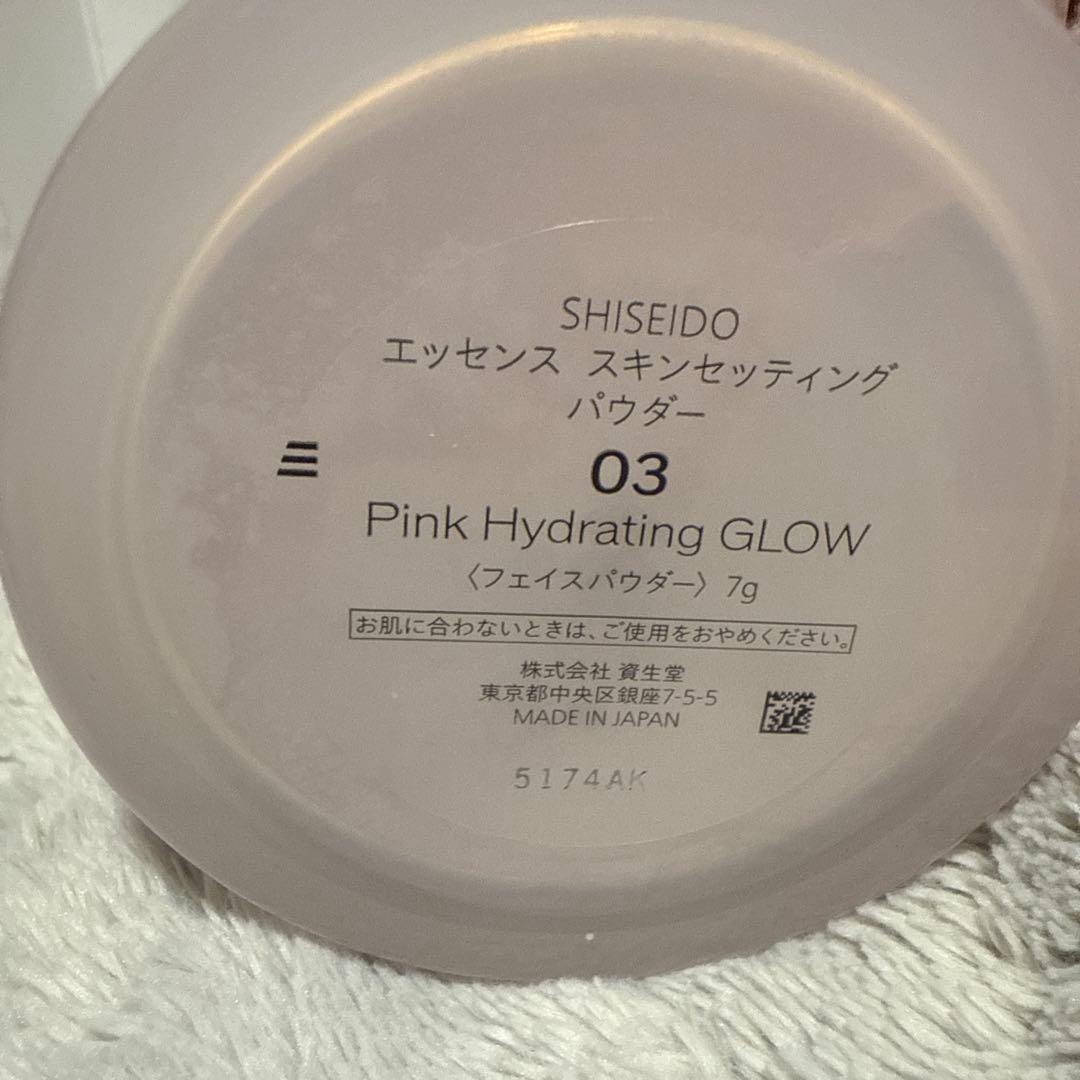 SHISEIDO
エッセンス スキンセッティング
パウダー
03
Pink Hydrating GLOW
〈フェイスパウダー〉 7g
お肌に合わないときは、ご使用をおやめください。
株式会社 資生堂
東京都中央区銀座7-5-5
MADE IN JAPAN
5174AK